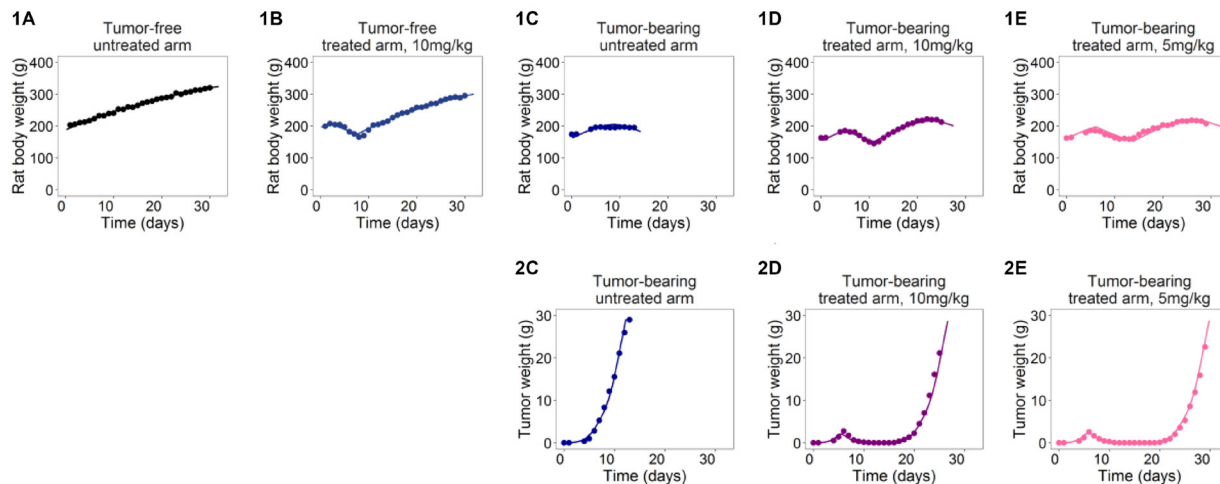 1A
Tumor-free
untreated arm
Rat body weight (g)
400
300
200
100
0
0 10 20 30
Time (days)
1B
Tumor-free
treated arm, 10mg/kg
Rat body weight (g)
400
300
200
100
0
0 10 20 30
Time (days)
1C
Tumor-bearing
untreated arm
Rat body weight (g)
400
300
200
100
0
0 10 20 30
Time (days)
1D
Tumor-bearing
treated arm, 10mg/kg
Rat body weight (g)
400
300
200
100
0
0 10 20 30
Time (days)
1E
Tumor-bearing
treated arm, 5mg/kg
Rat body weight (g)
400
300
200
100
0
0 10 20 30
Time (days)
2C
Tumor-bearing
untreated arm
Tumor weight (g)
30
20
10
0
0 10 20 30
Time (days)
2D
Tumor-bearing
treated arm, 10mg/kg
Tumor weight (g)
30
20
10
0
0 10 20 30
Time (days)
2E
Tumor-bearing
treated arm, 5mg/kg
Tumor weight (g)
30
20
10
0
0 10 20 30
Time (days)